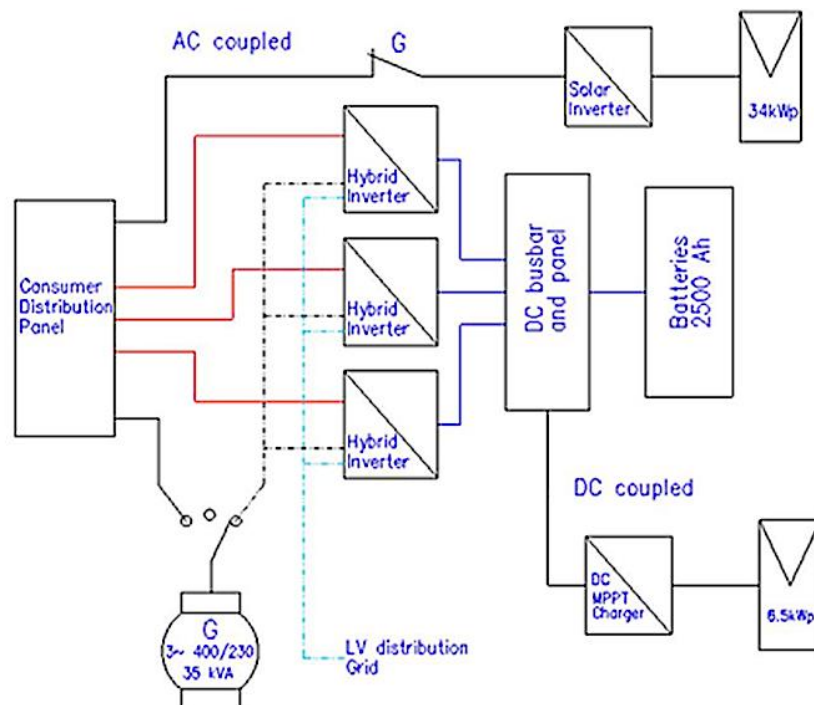 AC coupled
G
Solar
Inverter
34kWp
Hybrid
Inverter
Consumer
Distribution
Panel
Hybrid
Inverter
DC busbar
and panel
Batteries
2500 Ah
Hybrid
Inverter
DC coupled
DC
MPPT
Charger
6.5kWp
G
3~ 400/230
35 kVA
LV distribution
Grid